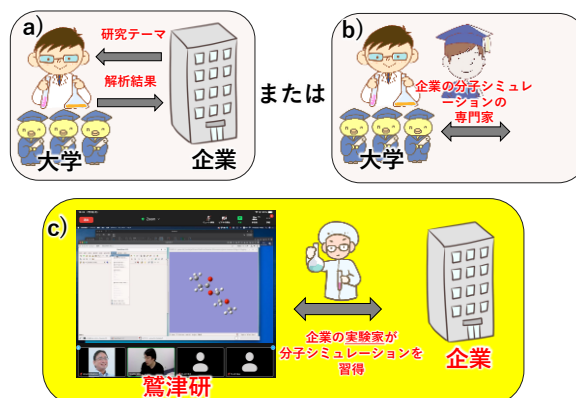 a)
研究テーマ
解析結果
大学
企業
または
b)
企業の分子シミュレ
ーションの
専門家
大学
c)
Zoom
企業の実験家が
分子シミュレーションを
習得
鷲津研
企業